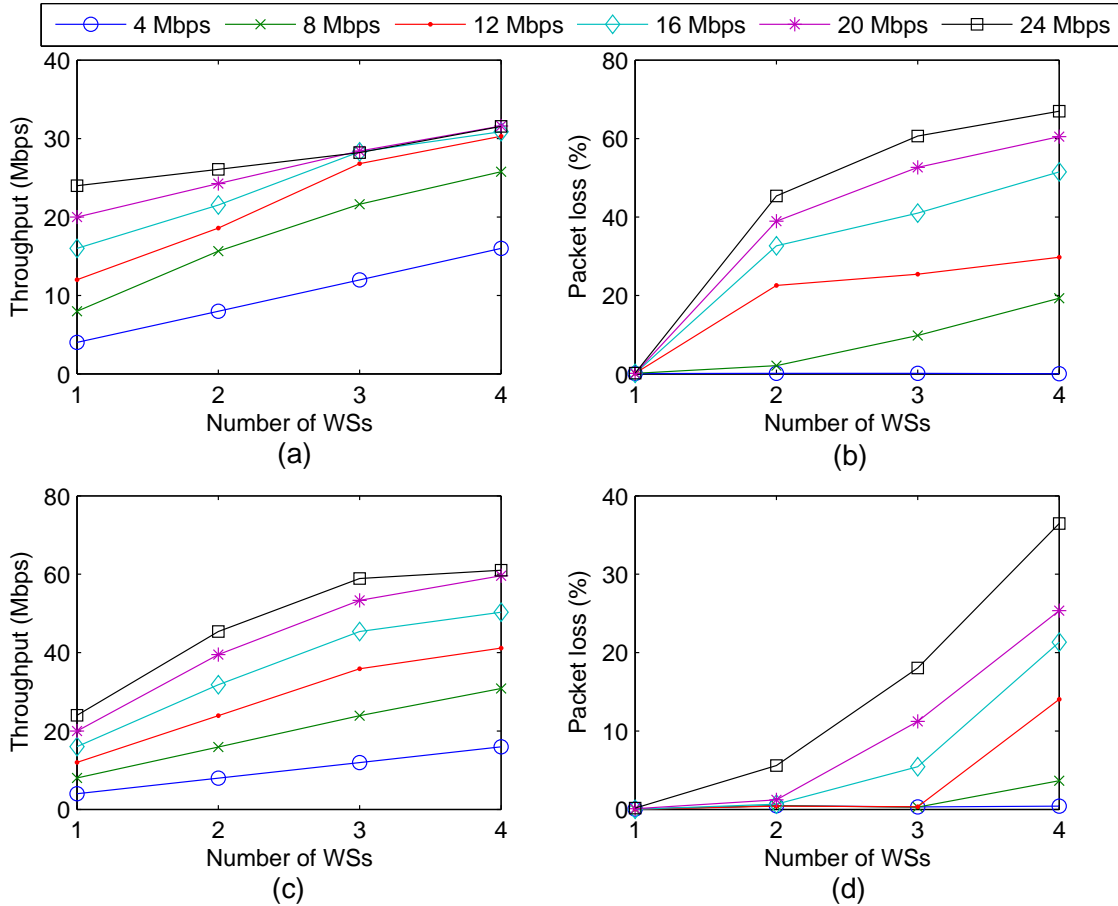 4 Mbps 8 Mbps 12 Mbps 16 Mbps 20 Mbps 24 Mbps
40
30
20
10
0
Throughput (Mbps)
1 2 3 4
Number of WSs
(a)
80
60
40
20
0
Packet loss (%)
1 2 3 4
Number of WSs
(b)
80
60
40
20
0
Throughput (Mbps)
1 2 3 4
Number of WSs
(c)
40
30
20
10
0
Packet loss (%)
1 2 3 4
Number of WSs
(d)